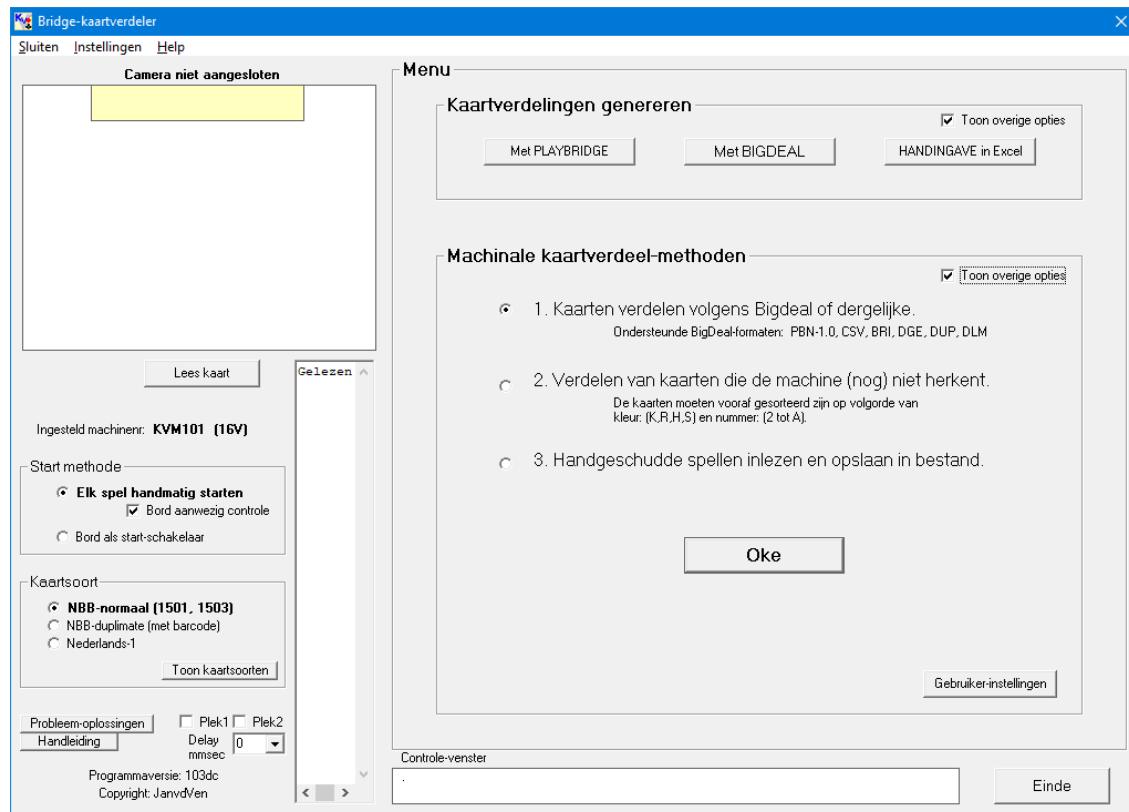 Bridge-kaartverdeler
Sluiten Instellingen Help
Camera niet aangesloten
Lees kaart
Gelezen
Ingesteld machinenr: KVM101 (16V)
Start methode
Elk spel handmatig starten
Bord aanwezig controle
Bord als start-schakelaar
Kaartsoort
NBB-normaal (1501, 1503)
NBB-duplimate (met barcode)
Nederlands-1
Toon kaartsoorten
Probleem-oplossingen
Plek1 Plek2
Handleiding
Delay mmsec
0
Programmaversie: 103dc
Copyright: JanvdVen
Menu
Kaartverdelingen genereren
Toon overige opties
Met PLAYBRIDGE
Met BIGDEAL
HANDINGAVE in Excel
Machinale kaartverdeel-methoden
Toon overige opties
1. Kaarten verdelen volgens Bigdeal of dergelijke.
Ondersteunde BigDeal-formaten: PBN-1.0, CSV, BRI, DGE, DUP, DLM
2. Verdelen van kaarten die de machine (nog) niet herkent.
De kaarten moeten vooraf gesorteerd zijn op volgorde van
kleur: (K,R,H,S) en nummer: (2 tot A).
3. Handgeschudde spellen inlezen en opslaan in bestand.
Oke
Gebruiker-instellingen
Controle-venster
.
Einde